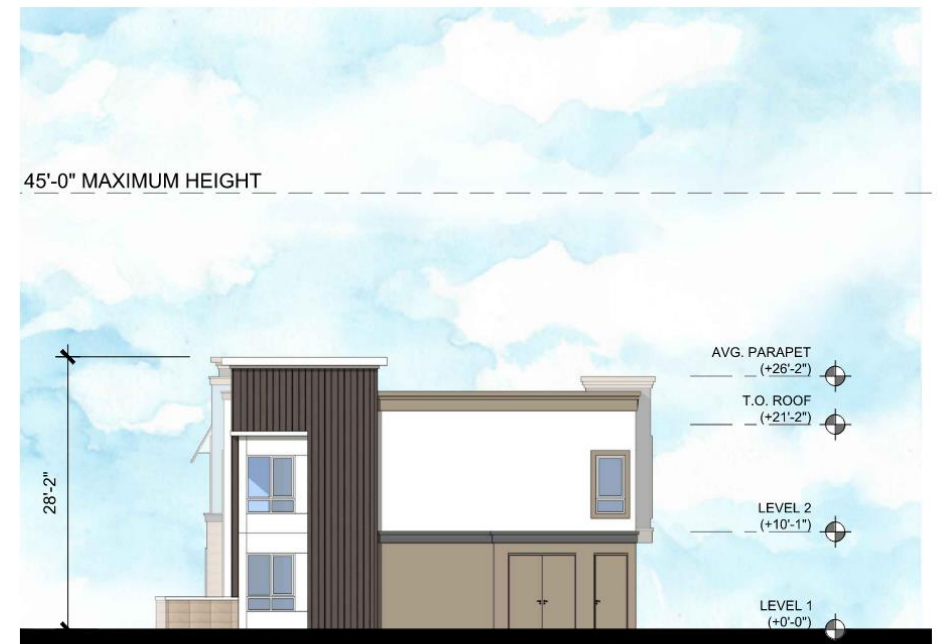 45'-0" MAXIMUM HEIGHT
AVG. PARAPET
(+26'-2")
T.O. ROOF
(+21'-2")
28'-2"
LEVEL 2
(+10'-1")
LEVEL 1
(+0'-0")